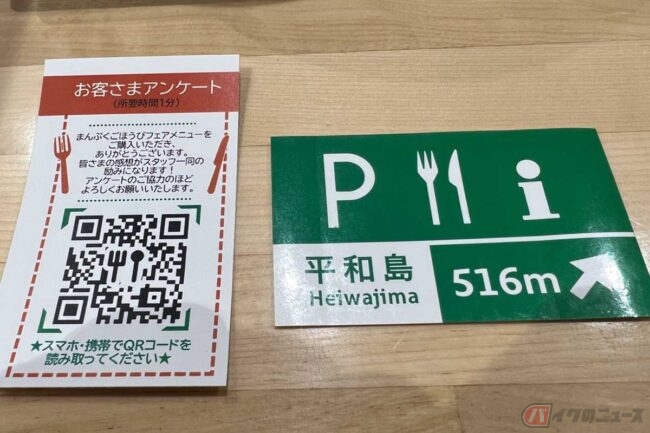 お客さまアンケート
(所要時間1分)
まんぷくごほうびフェアメニューを
ご購入いただき、
ありがとうございます。
皆さまの感想がスタッフ一同の
励みになります!
アンケートのご協力のほど
よろしくお願いいたします。
★スマホ・携帯でQRコードを
読み取ってください★
P i
平和島
Heiwajima
516m
バイクのニュース